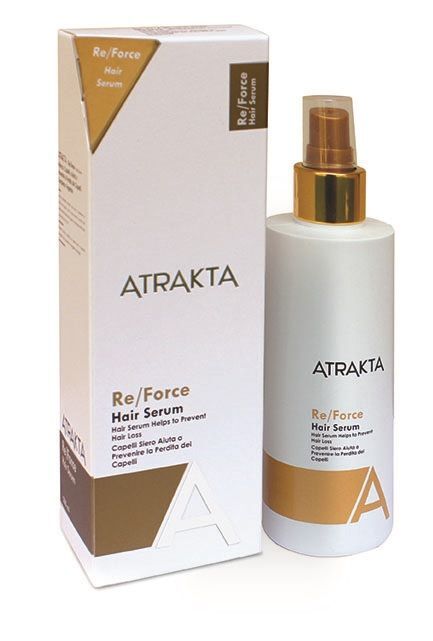 Re/Force
Hair
Serum
Re/Force
Hair Serum
ATRAKTA
Re/Force
Hair Serum
Hair Serum Helps to Prevent
Hair Loss
Capelli Siero Aiuta a
Prevenire la Perdita dei
Capelli
A
ATRAKTA
Re/Force
Hair Serum
Hair Serum Helps to Prevent
Hair Loss
Capelli Siero Aiuta a
Prevenire la Perdita dei
Capelli
A